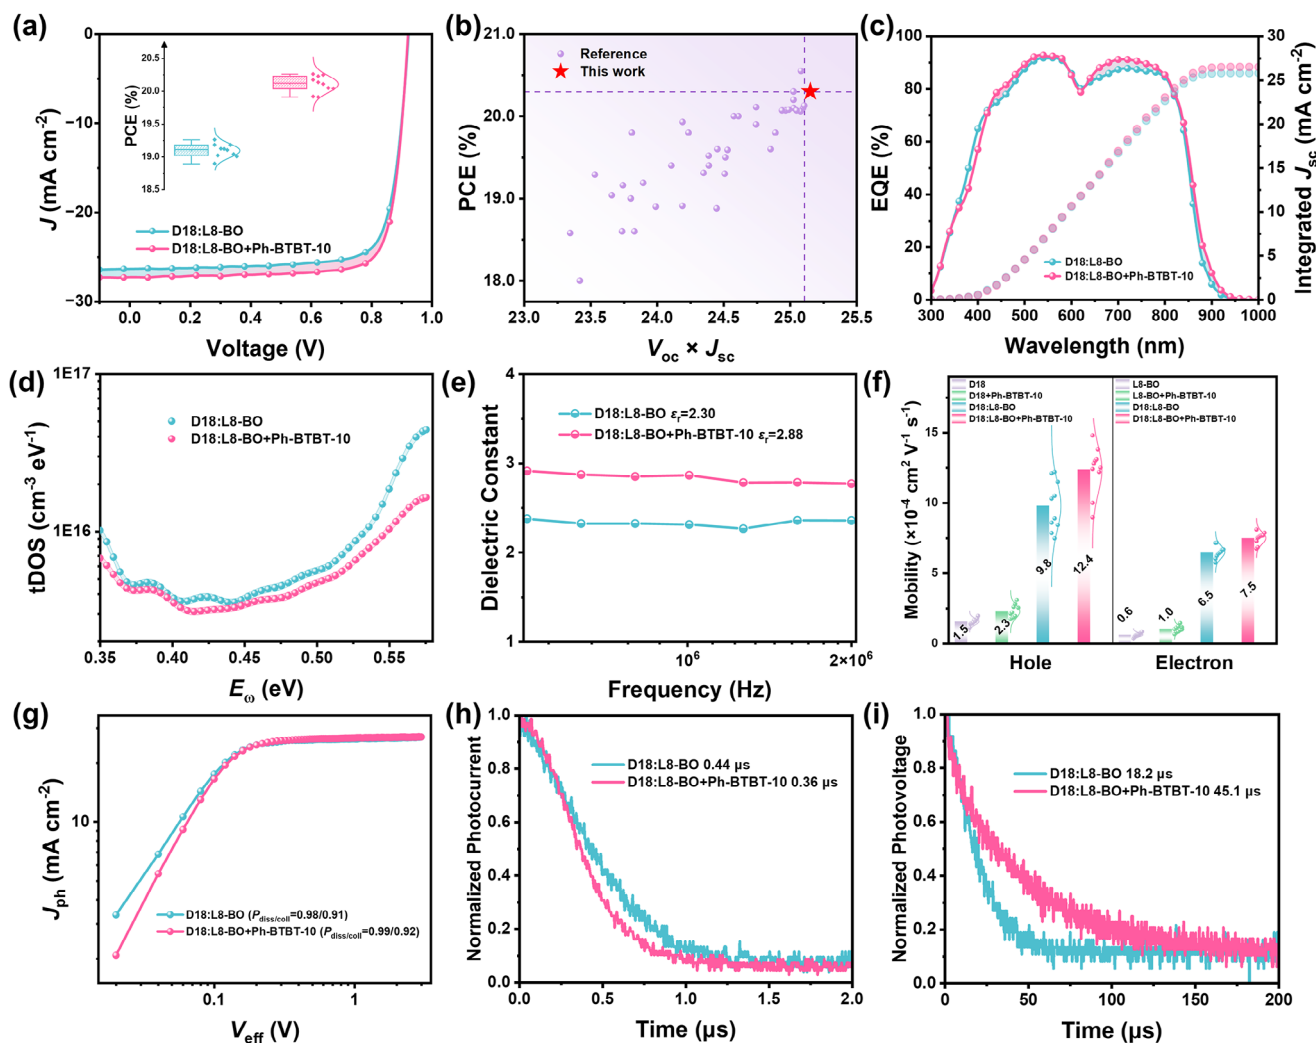 (a)
0
−5
−10
−15
−20
−25
−30
J (mA cm⁻²)
0.0 0.2 0.4 0.6 0.8 1.0
Voltage (V)
PCE (%)
20.5
20.0
19.5
19.0
18.5
D18:L8-BO
D18:L8-BO+Ph-BTBT-10
(b)
21.0
20.0
19.0
18.0
PCE (%)
23.0 23.5 24.0 24.5 25.0 25.5
Voc × Jsc
Reference
This work
(c)
100
80
60
40
20
0
EQE (%)
30
25
20
15
10
5
0
Integrated Jsc (mA cm⁻²)
300 400 500 600 700 800 900 1000
Wavelength (nm)
D18:L8-BO
D18:L8-BO+Ph-BTBT-10
(d)
1E17
1E16
tDOS (cm⁻³ eV⁻¹)
0.35 0.40 0.45 0.50 0.55
Eω (eV)
D18:L8-BO
D18:L8-BO+Ph-BTBT-10
(e)
4
3
2
1
Dielectric Constant
10⁶ 2×10⁶
Frequency (Hz)
D18:L8-BO εr=2.30
D18:L8-BO+Ph-BTBT-10 εr=2.88
(f)
15
10
5
0
Mobility (×10⁻⁴ cm² V⁻¹ s⁻¹)
D18
D18+Ph-BTBT-10
D18:L8-BO
D18:L8-BO+Ph-BTBT-10
L8-BO
L8-BO+Ph-BTBT-10
D18:L8-BO
D18:L8-BO+Ph-BTBT-10
1.5 2.3 9.8 12.4 0.6 1.0 6.5 7.5
Hole Electron
(g)
10
Jph (mA cm⁻²)
0.1 1
Veff (V)
D18:L8-BO (Pdiss/coll=0.98/0.91)
D18:L8-BO+Ph-BTBT-10 (Pdiss/coll=0.99/0.92)
(h)
1.0
0.8
0.6
0.4
0.2
0.0
Normalized Photocurrent
0.0 0.5 1.0 1.5 2.0
Time (μs)
D18:L8-BO 0.44 μs
D18:L8-BO+Ph-BTBT-10 0.36 μs
(i)
1.0
0.8
0.6
0.4
0.2
0.0
Normalized Photovoltage
0 50 100 150 200
Time (μs)
D18:L8-BO 18.2 μs
D18:L8-BO+Ph-BTBT-10 45.1 μs